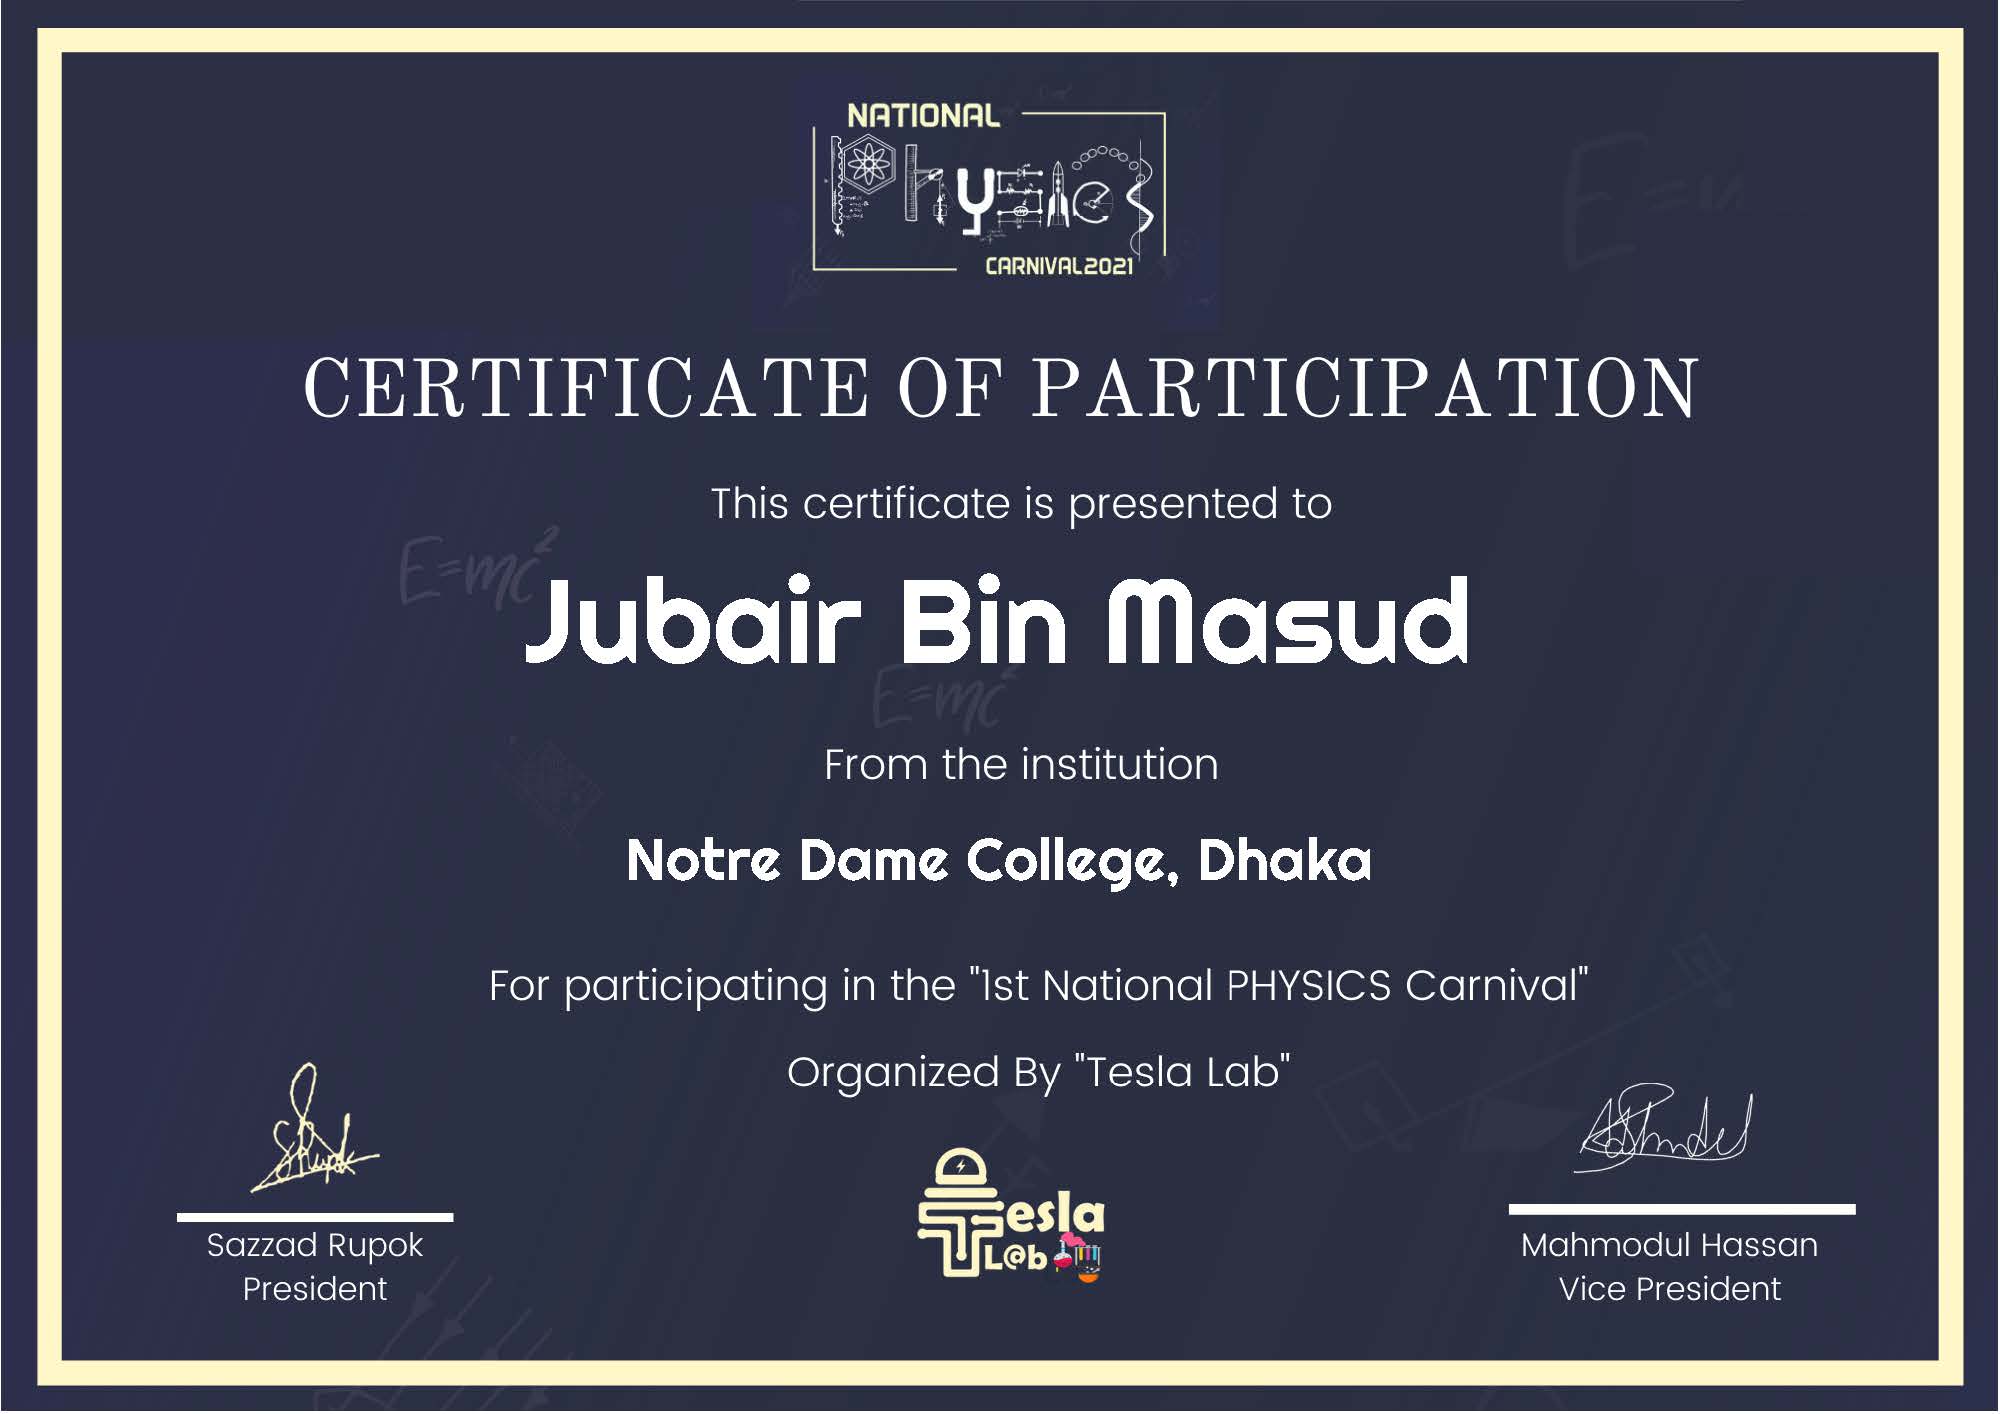 NATIONAL
PHYSICS
CARNIVAL2021
CERTIFICATE OF PARTICIPATION
This certificate is presented to
E=mc²
Jubair Bin Masud
E=mc²
From the institution
Notre Dame College, Dhaka
For participating in the "1st National PHYSICS Carnival"
Organized By "Tesla Lab"
Tesla
L@b
Sazzad Rupok
President
Mahmodul Hassan
Vice President